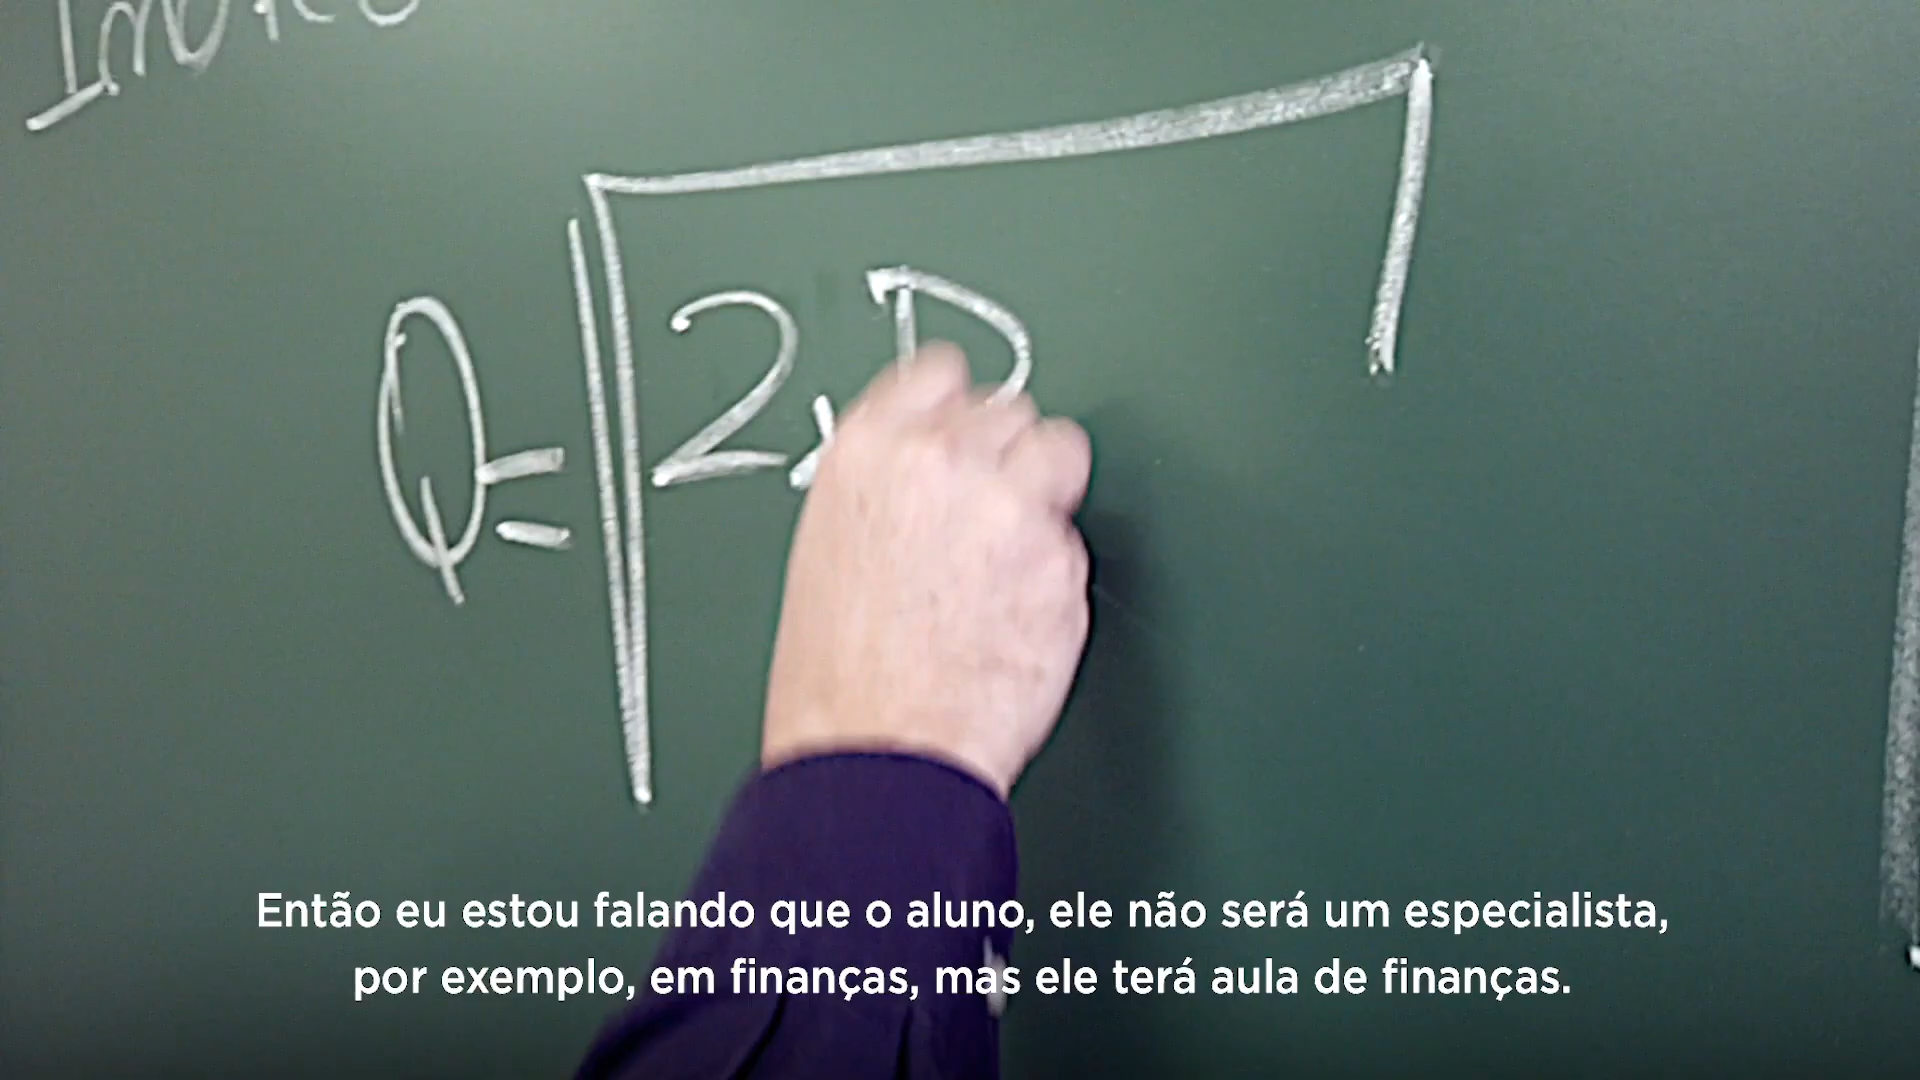 Q = √2.D
Então eu estou falando que o aluno, ele não será um especialista,
por exemplo, em finanças, mas ele terá aula de finanças.